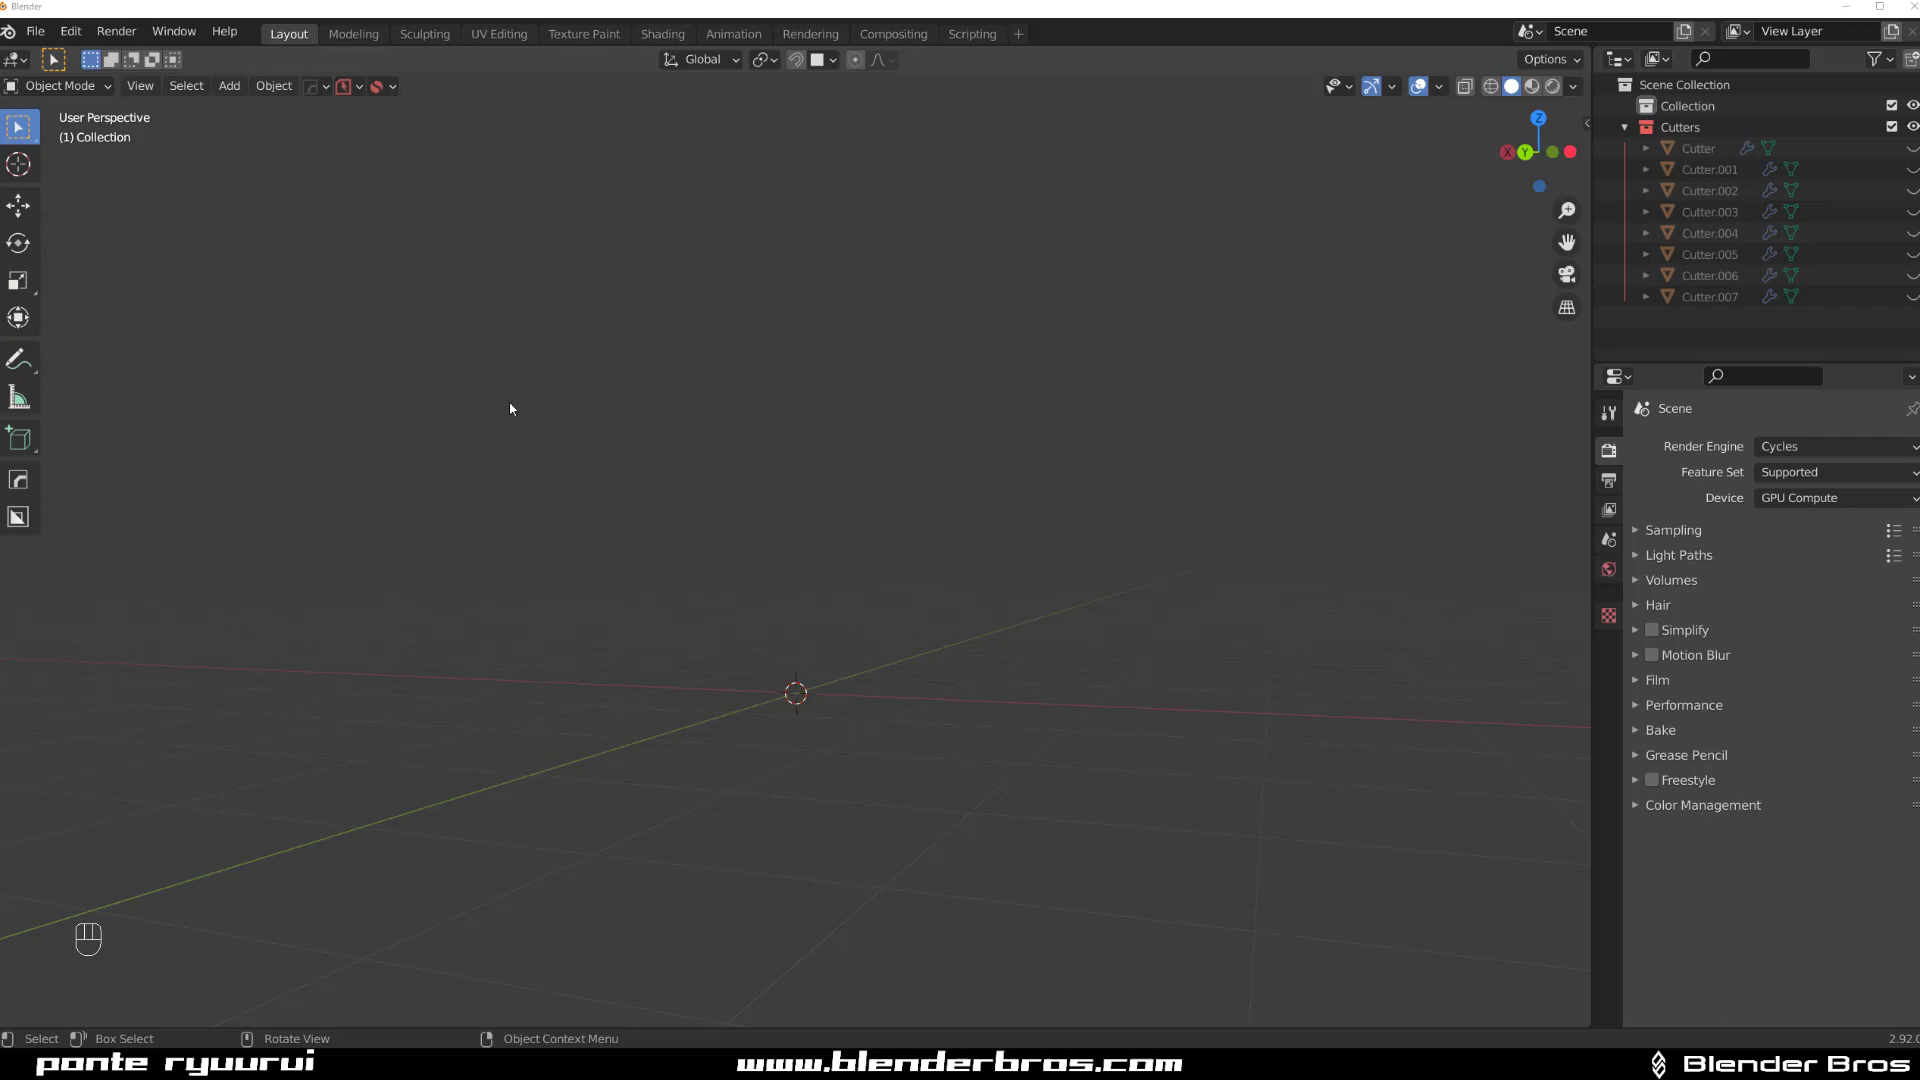 Blender
File Edit Render Window Help Layout Modeling Sculpting UV Editing Texture Paint Shading Animation Rendering Compositing Scripting +
Scene
View Layer
Global
Options
Object Mode View Select Add Object
User Perspective
(1) Collection
Z
X Y
Scene Collection
Collection
Cutters
Cutter
Cutter.001
Cutter.002
Cutter.003
Cutter.004
Cutter.005
Cutter.006
Cutter.007
Scene
Render Engine Cycles
Feature Set Supported
Device GPU Compute
Sampling
Light Paths
Volumes
Hair
Simplify
Motion Blur
Film
Performance
Bake
Grease Pencil
Freestyle
Color Management
Select Box Select Rotate View Object Context Menu 2.92.0
ponte ryuurui www.blenderbros.com Blender Bros